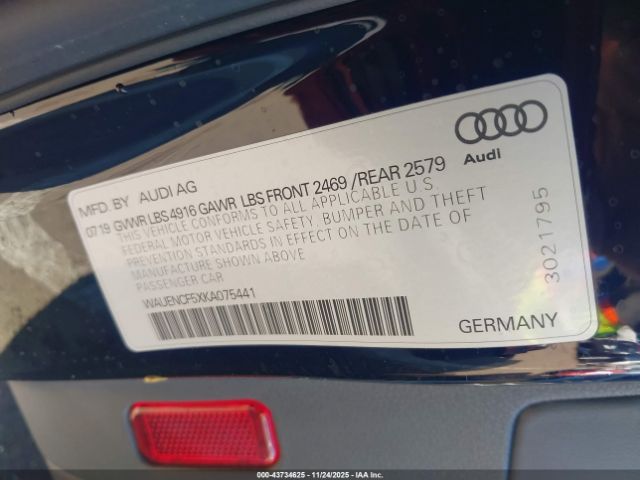 MFD. BY AUDI AG
07 19 GVWR LBS 4916 GAWR LBS FRONT 2469 /REAR 2579
THIS VEHICLE CONFORMS TO ALL APPLICABLE U.S.
FEDERAL MOTOR VEHICLE SAFETY, BUMPER AND THEFT
PREVENTION STANDARDS IN EFFECT ON THE DATE OF
MANUFACTURE SHOWN ABOVE
PASSENGER CAR
WAUENCF5XKA075441
Audi
3021795
GERMANY
000-43734625 - 11/24/2025 - IAAI, Inc.